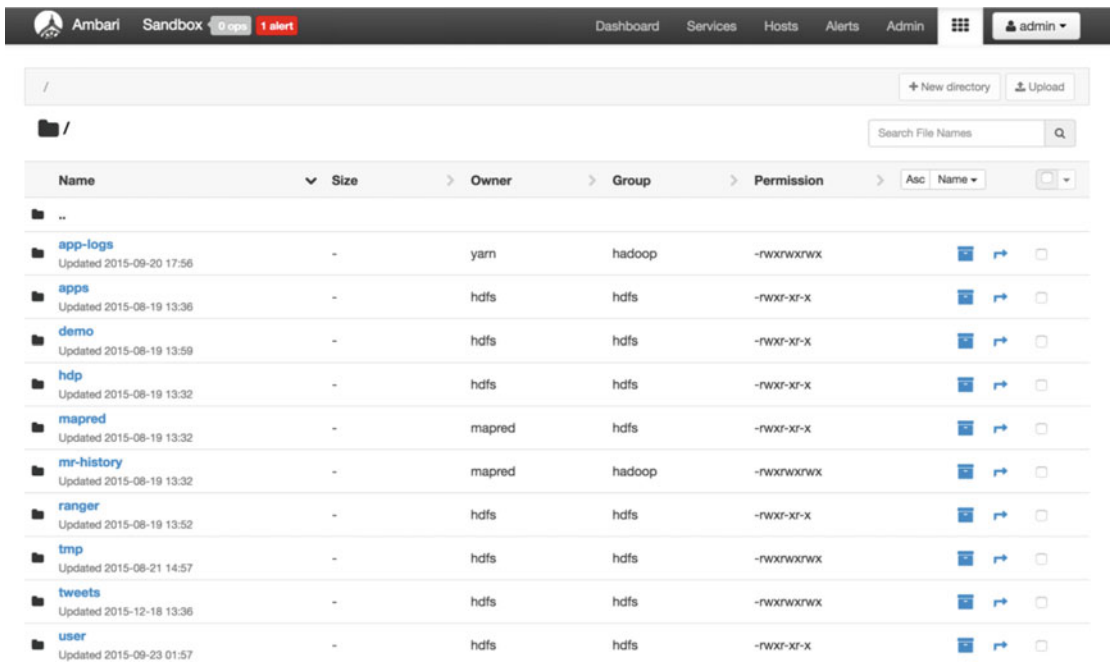 Ambari Sandbox 0 ops 1 alert Dashboard Services Hosts Alerts Admin admin
/ New directory Upload
/ Search File Names
Name Size Owner Group Permission Asc Name
..
app-logs
Updated 2015-09-20 17:56 - yarn hadoop -rwxrwxrwx
apps
Updated 2015-08-19 13:36 - hdfs hdfs -rwxr-xr-x
demo
Updated 2015-08-19 13:59 - hdfs hdfs -rwxr-xr-x
hdp
Updated 2015-08-19 13:32 - hdfs hdfs -rwxr-xr-x
mapred
Updated 2015-08-19 13:32 - mapred hdfs -rwxr-xr-x
mr-history
Updated 2015-08-19 13:32 - mapred hadoop -rwxrwxrwx
ranger
Updated 2015-08-19 13:52 - hdfs hdfs -rwxr-xr-x
tmp
Updated 2015-08-21 14:57 - hdfs hdfs -rwxrwxrwx
tweets
Updated 2015-12-18 13:36 - hdfs hdfs -rwxrwxrwx
user
Updated 2015-09-23 01:57 - hdfs hdfs -rwxr-xr-x